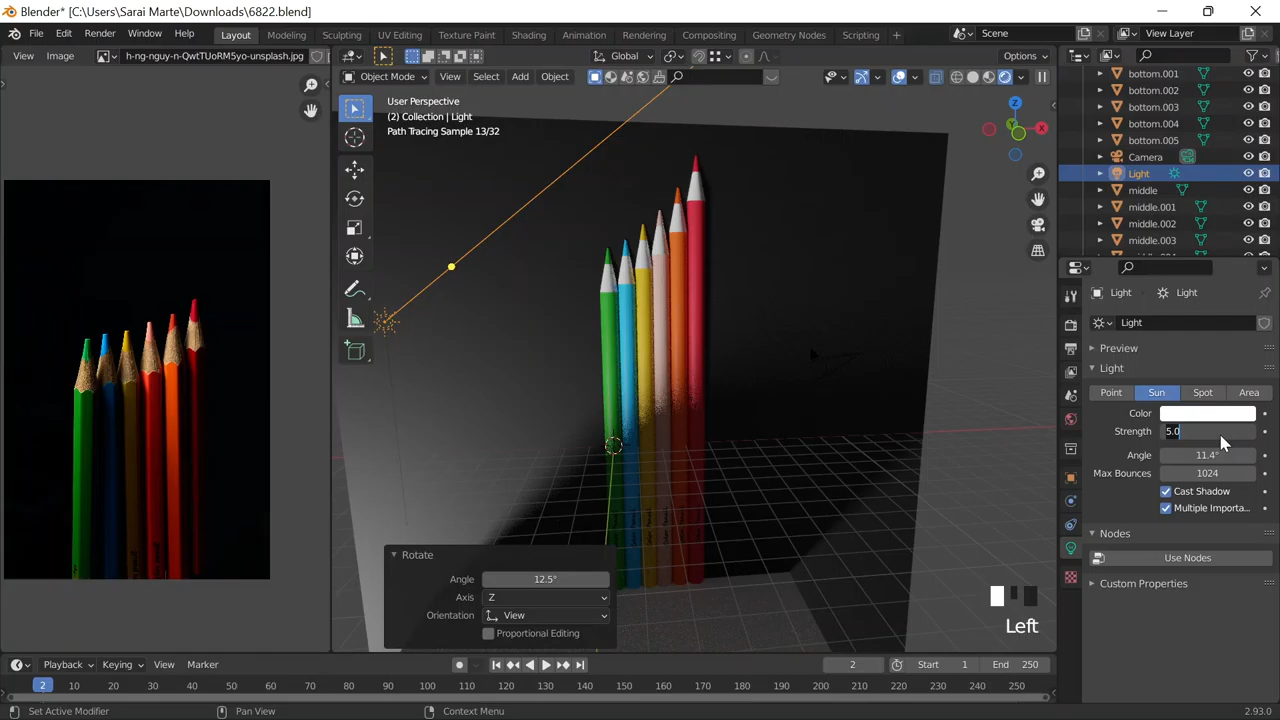 Blender* [C:\Users\Sarai Marte\Downloads\6822.blend]
File Edit Render Window Help Layout Modeling Sculpting UV Editing Texture Paint Shading Animation Rendering Compositing Geometry Nodes Scripting + Scene View Layer
View Image h-ng-nguy-n-QwtTUoRM5yo-unsplash.jpg Global Options
Object Mode View Select Add Object
User Perspective
(2) Collection | Light
Path Tracing Sample 13/32
Z
Y
X
bottom.001
bottom.002
bottom.003
bottom.004
bottom.005
Camera
Light
middle
middle.001
middle.002
middle.003
Light Light
Light
Preview
Light
Point Sun Spot Area
Color
Strength 5.0
Angle 11.4°
Max Bounces 1024
Cast Shadow
Multiple Importa...
Nodes
Use Nodes
Custom Properties
Rotate
Angle 12.5°
Axis Z
Orientation View
Proportional Editing
Left
Playback Keying View Marker 2 Start 1 End 250
2 10 20 30 40 50 60 70 80 90 100 110 120 130 140 150 160 170 180 190 200 210 220 230 240 250
Set Active Modifier Pan View Context Menu 2.93.0